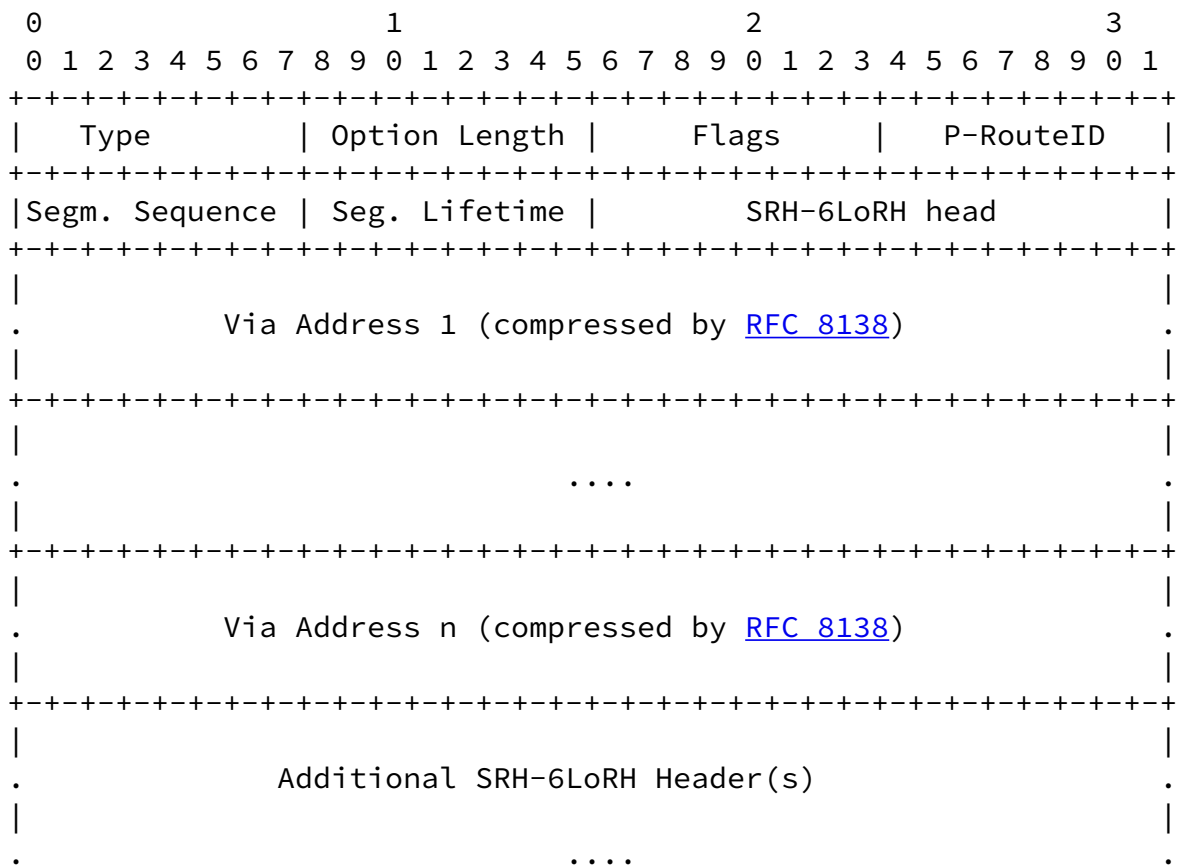 0                   1                   2                   3
 0 1 2 3 4 5 6 7 8 9 0 1 2 3 4 5 6 7 8 9 0 1 2 3 4 5 6 7 8 9 0 1
+-+-+-+-+-+-+-+-+-+-+-+-+-+-+-+-+-+-+-+-+-+-+-+-+-+-+-+-+-+-+-+-+
|   Type        | Option Length |     Flags     |   P-RouteID   |
+-+-+-+-+-+-+-+-+-+-+-+-+-+-+-+-+-+-+-+-+-+-+-+-+-+-+-+-+-+-+-+-+
|Segm. Sequence | Seg. Lifetime |        SRH-6LoRH head         |
+-+-+-+-+-+-+-+-+-+-+-+-+-+-+-+-+-+-+-+-+-+-+-+-+-+-+-+-+-+-+-+-+
|                                                               |
.           Via Address 1 (compressed by RFC 8138)              .
|                                                               |
+-+-+-+-+-+-+-+-+-+-+-+-+-+-+-+-+-+-+-+-+-+-+-+-+-+-+-+-+-+-+-+-+
|                                                               |
.                              ....                             .
|                                                               |
+-+-+-+-+-+-+-+-+-+-+-+-+-+-+-+-+-+-+-+-+-+-+-+-+-+-+-+-+-+-+-+-+
|                                                               |
.           Via Address n (compressed by RFC 8138)              .
|                                                               |
+-+-+-+-+-+-+-+-+-+-+-+-+-+-+-+-+-+-+-+-+-+-+-+-+-+-+-+-+-+-+-+-+
|                                                               |
.              Additional SRH-6LoRH Header(s)                   .
|                                                               |
.                              ....                             .